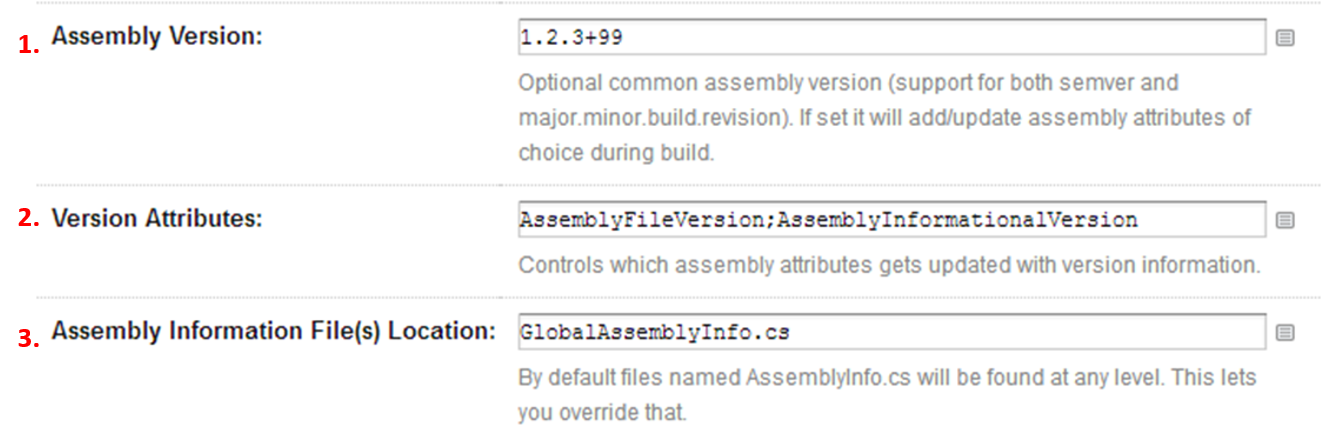 1. Assembly Version: 1.2.3+99
Optional common assembly version (support for both semver and
major.minor.build.revision). If set it will add/update assembly attributes of
choice during build.
2. Version Attributes: AssemblyFileVersion;AssemblyInformationalVersion
Controls which assembly attributes gets updated with version information.
3. Assembly Information File(s) Location: GlobalAssemblyInfo.cs
By default files named AssemblyInfo.cs will be found at any level. This lets
you override that.